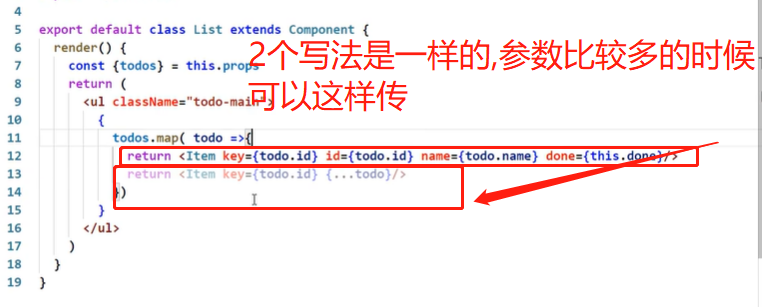 4
5 export default class List extends Component {
6 render() {
7 const {todos} = this.props
8 return (
9 <ul className="todo-main">
10 {
11 todos.map( todo =>{
12 return <Item key={todo.id} id={todo.id} name={todo.name} done={this.done}/>
13 return <Item key={todo.id} {...todo}/>
14 })
15 }
16 </ul>
17 )
18 }
19 }
2个写法是一样的,参数比较多的时候
可以这样传